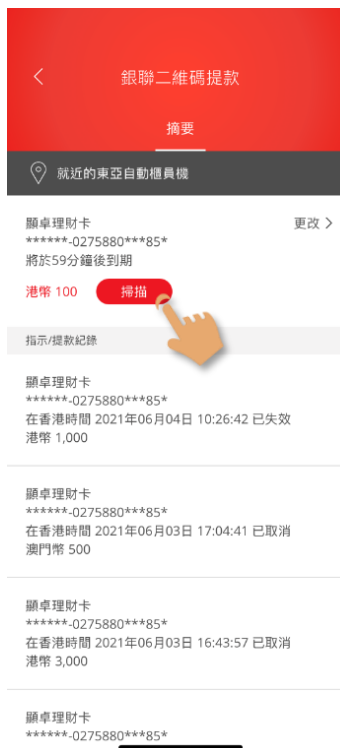 銀聯二維碼提款
摘要
就近的東亞自動櫃員機
顯卓理財卡 更改
******-0275880***85*
將於59分鐘後到期
港幣 100 掃描
指示/提款紀錄
顯卓理財卡
******-0275880***85*
在香港時間 2021年06月04日 10:26:42 已失效
港幣 1,000
顯卓理財卡
******-0275880***85*
在香港時間 2021年06月03日 17:04:41 已取消
澳門幣 500
顯卓理財卡
******-0275880***85*
在香港時間 2021年06月03日 16:43:57 已取消
港幣 3,000
顯卓理財卡
******-0275880***85*